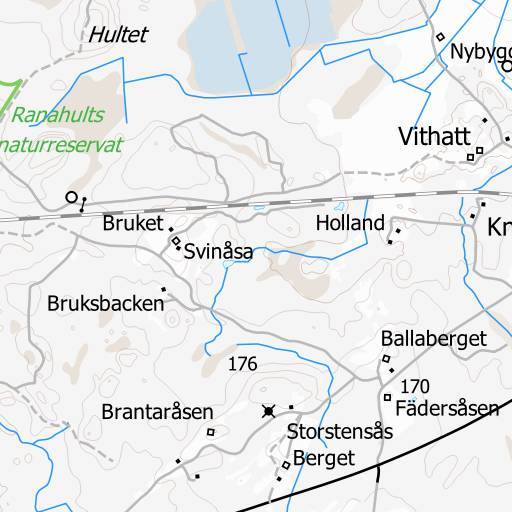 Hultet
Nybygg
Ranahults
naturreservat
Vithatt
Bruket
Holland
Kn
Svinåsa
Bruksbacken
Ballaberget
176
170
Brantaråsen
Fädersåsen
Storstensås
Berget